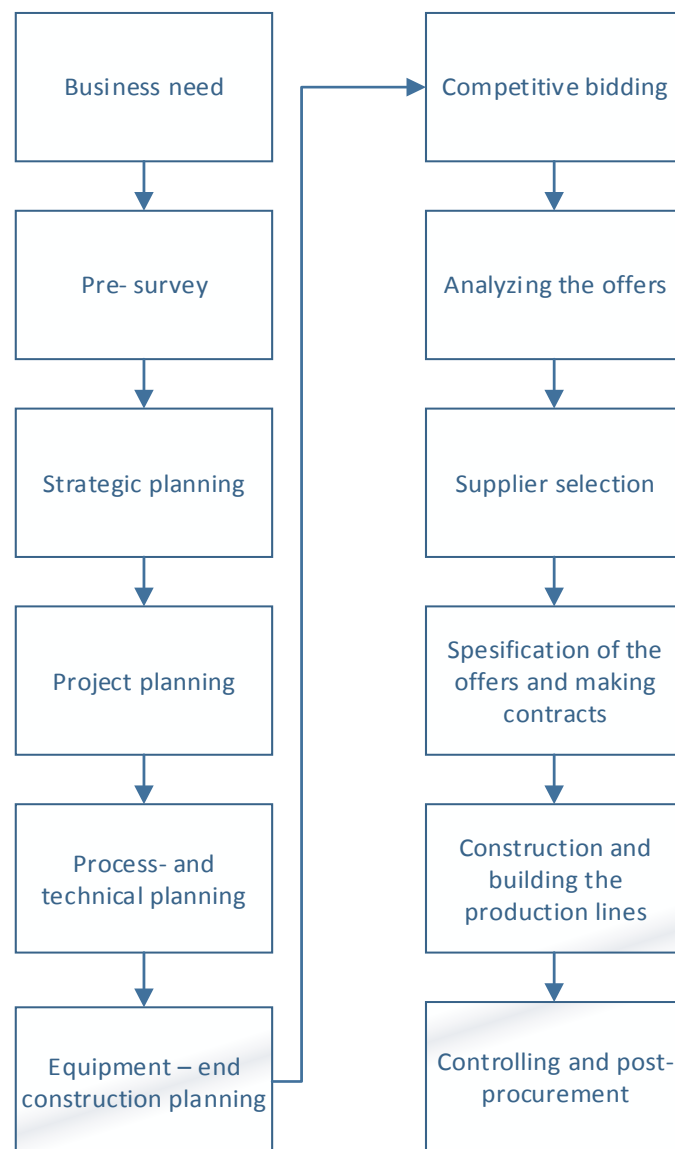 Business need
Pre- survey
Strategic planning
Project planning
Process- and
technical planning
Equipment – end
construction planning
Competitive bidding
Analyzing the offers
Supplier selection
Spesification of the
offers and making
contracts
Construction and
building the
production lines
Controlling and post-
procurement